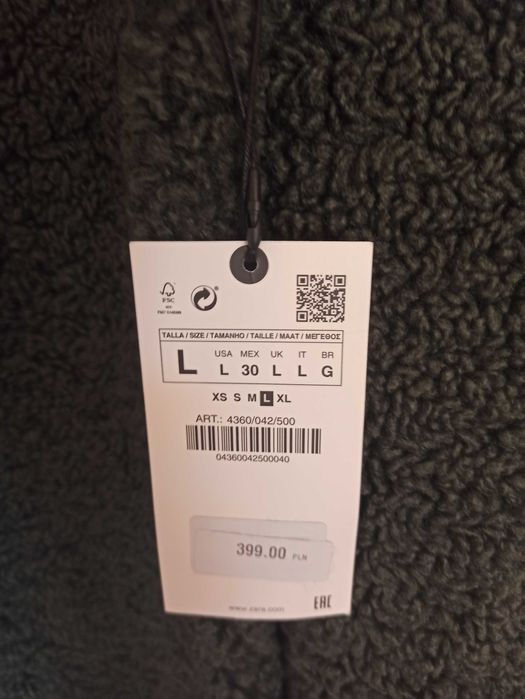 FSC
TALLA / SIZE / TAMANHO / TAILLE / MAAT / ΜΕΓΕΘΟΣ
L
USA MEX UK IT BR
L 30 L L G
XS S M L XL
ART.: 4360/042/500
04360042500040
399.00 PLN
www.zara.com
EAC